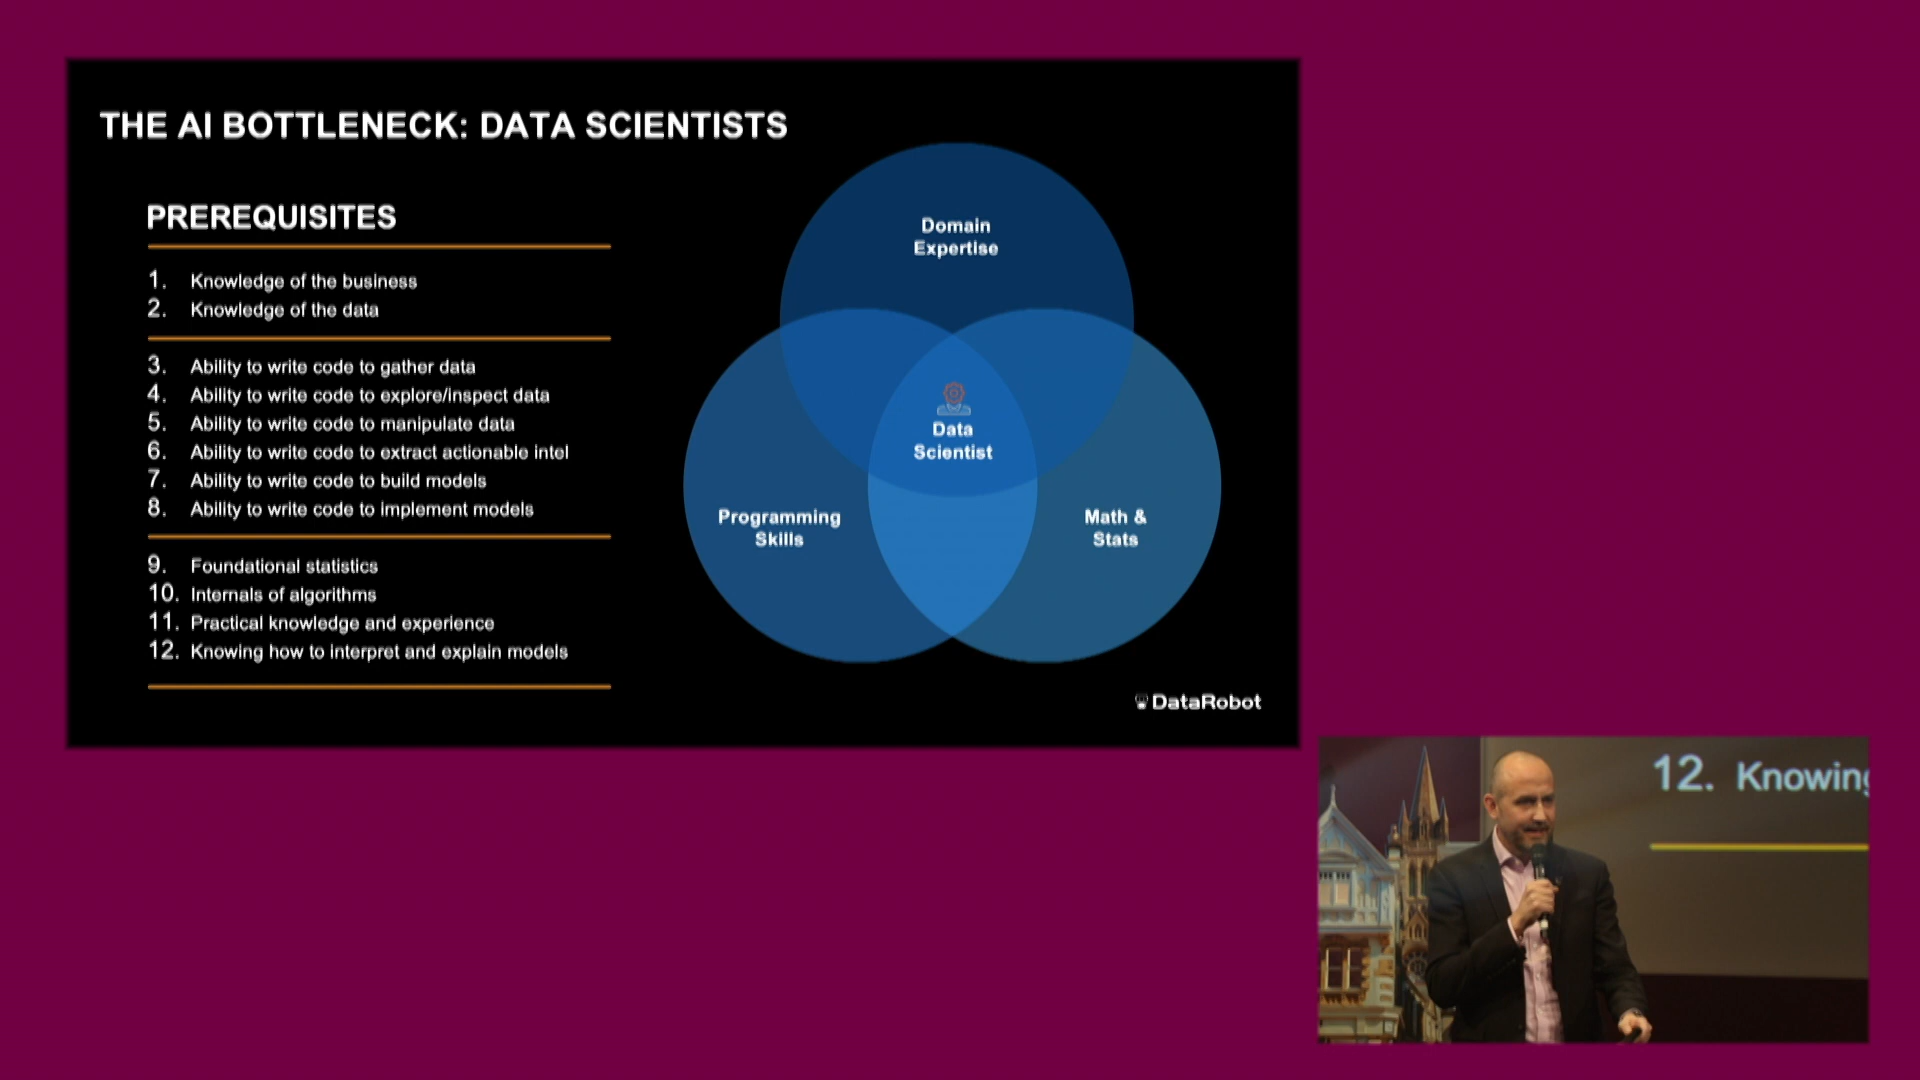 THE AI BOTTLENECK: DATA SCIENTISTS
PREREQUISITES
1. Knowledge of the business
2. Knowledge of the data
3. Ability to write code to gather data
4. Ability to write code to explore/inspect data
5. Ability to write code to manipulate data
6. Ability to write code to extract actionable intel
7. Ability to write code to build models
8. Ability to write code to implement models
9. Foundational statistics
10. Internals of algorithms
11. Practical knowledge and experience
12. Knowing how to interpret and explain models
Domain
Expertise
Data
Scientist
Programming
Skills
Math &
Stats
DataRobot
12. Knowing